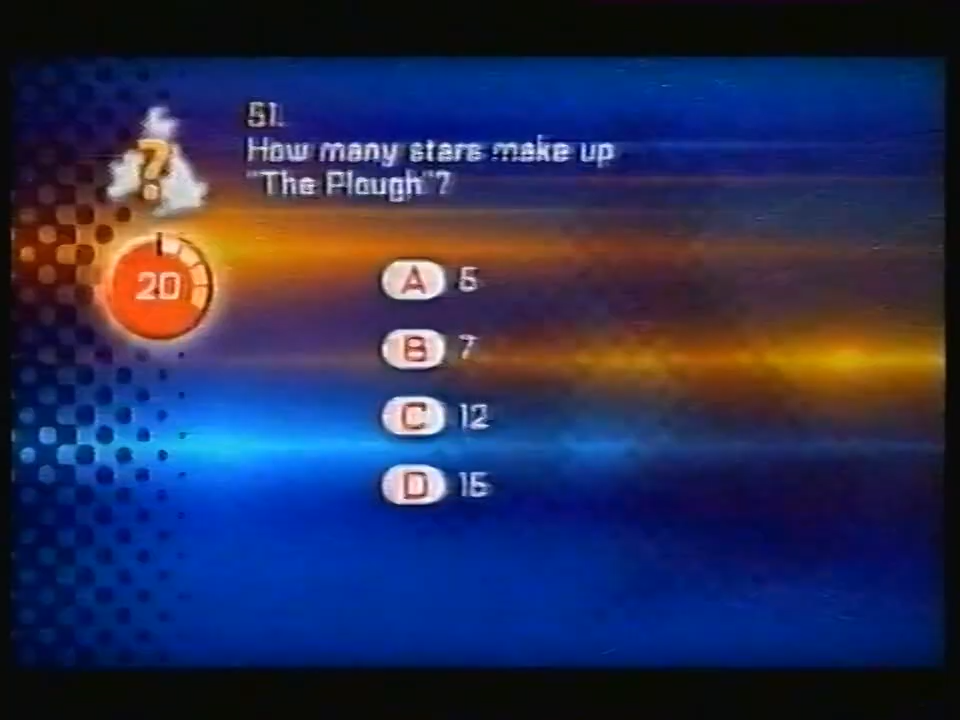 ?
51.
How many stars make up
"The Plough"?
20
A 5
B 7
C 12
D 15